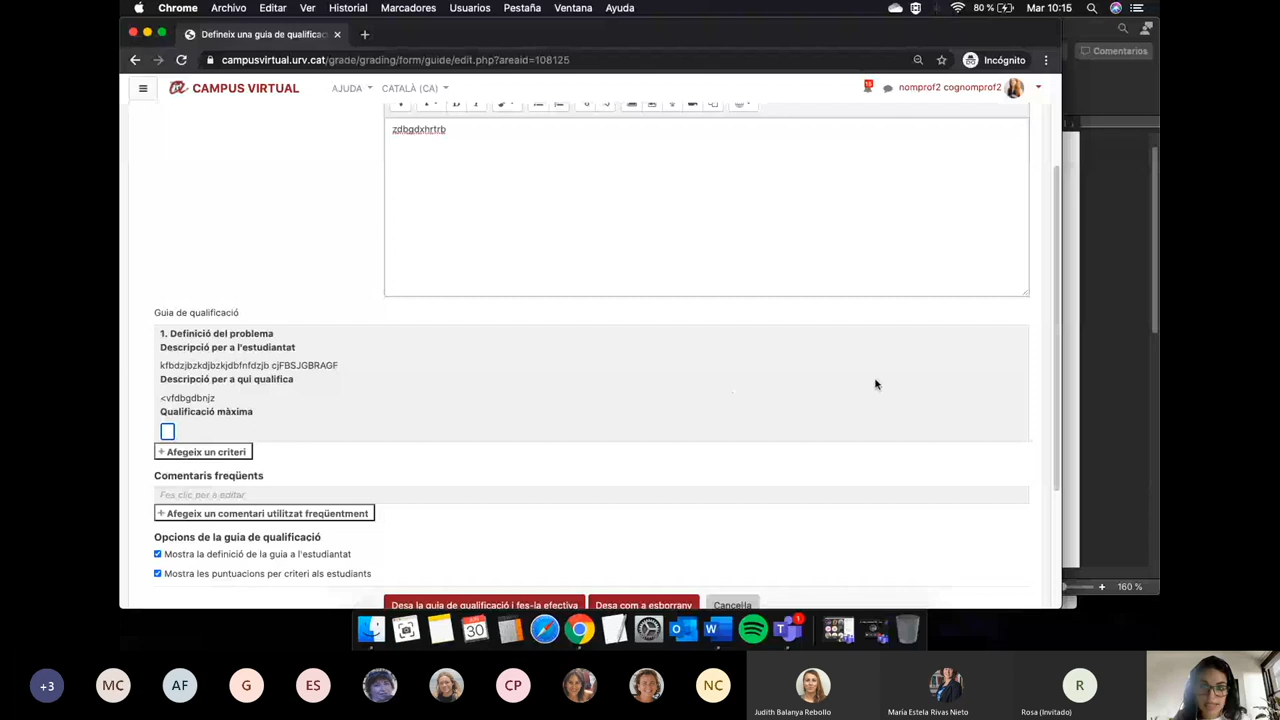 Chrome Archivo Editar Ver Historial Marcadores Usuarios Pestaña Ventana Ayuda 80 % Mar 10:15
Defineix una guia de qualificac
campusvirtual.urv.cat/grade/grading/form/guide/edit.php?areaid=108125 Incógnito
Comentarios
CAMPUS VIRTUAL AJUDA CATALÀ (CA) nomprof2 cognomprof2
zdbgdxhrtrb
Guia de qualificació
1. Definició del problema
Descripció per a l'estudiantat
kfbdzjbzkdjbzkjdbfnfdzjb cjFBSJGBRAGF
Descripció per a qui qualifica
<vfdbgdbnjz
Qualificació màxima
+ Afegeix un criteri
Comentaris freqüents
Fes clic per a editar
+ Afegeix un comentari utilitzat freqüentment
Opcions de la guia de qualificació
Mostra la definició de la guia a l'estudiantat
Mostra les puntuacions per criteri als estudiants
160 %
Desa la guia de qualificació i fes-la efectiva Desa com a esborrany Cancel·la
30
1
+3 MC AF G ES CP NC R
Judith Balanya Rebollo María Estela Rivas Nieto Rosa (Invitado)